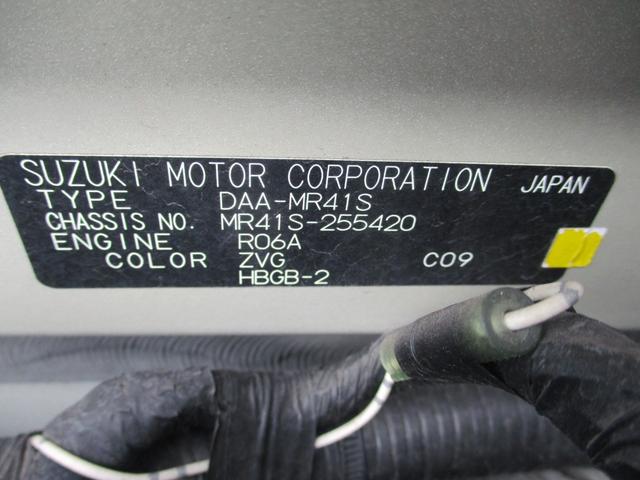 SUZUKI MOTOR CORPORATION JAPAN
TYPE DAA-MR41S
CHASSIS NO. MR41S-255420
ENGINE R06A
COLOR ZVG C09
HBGB-2